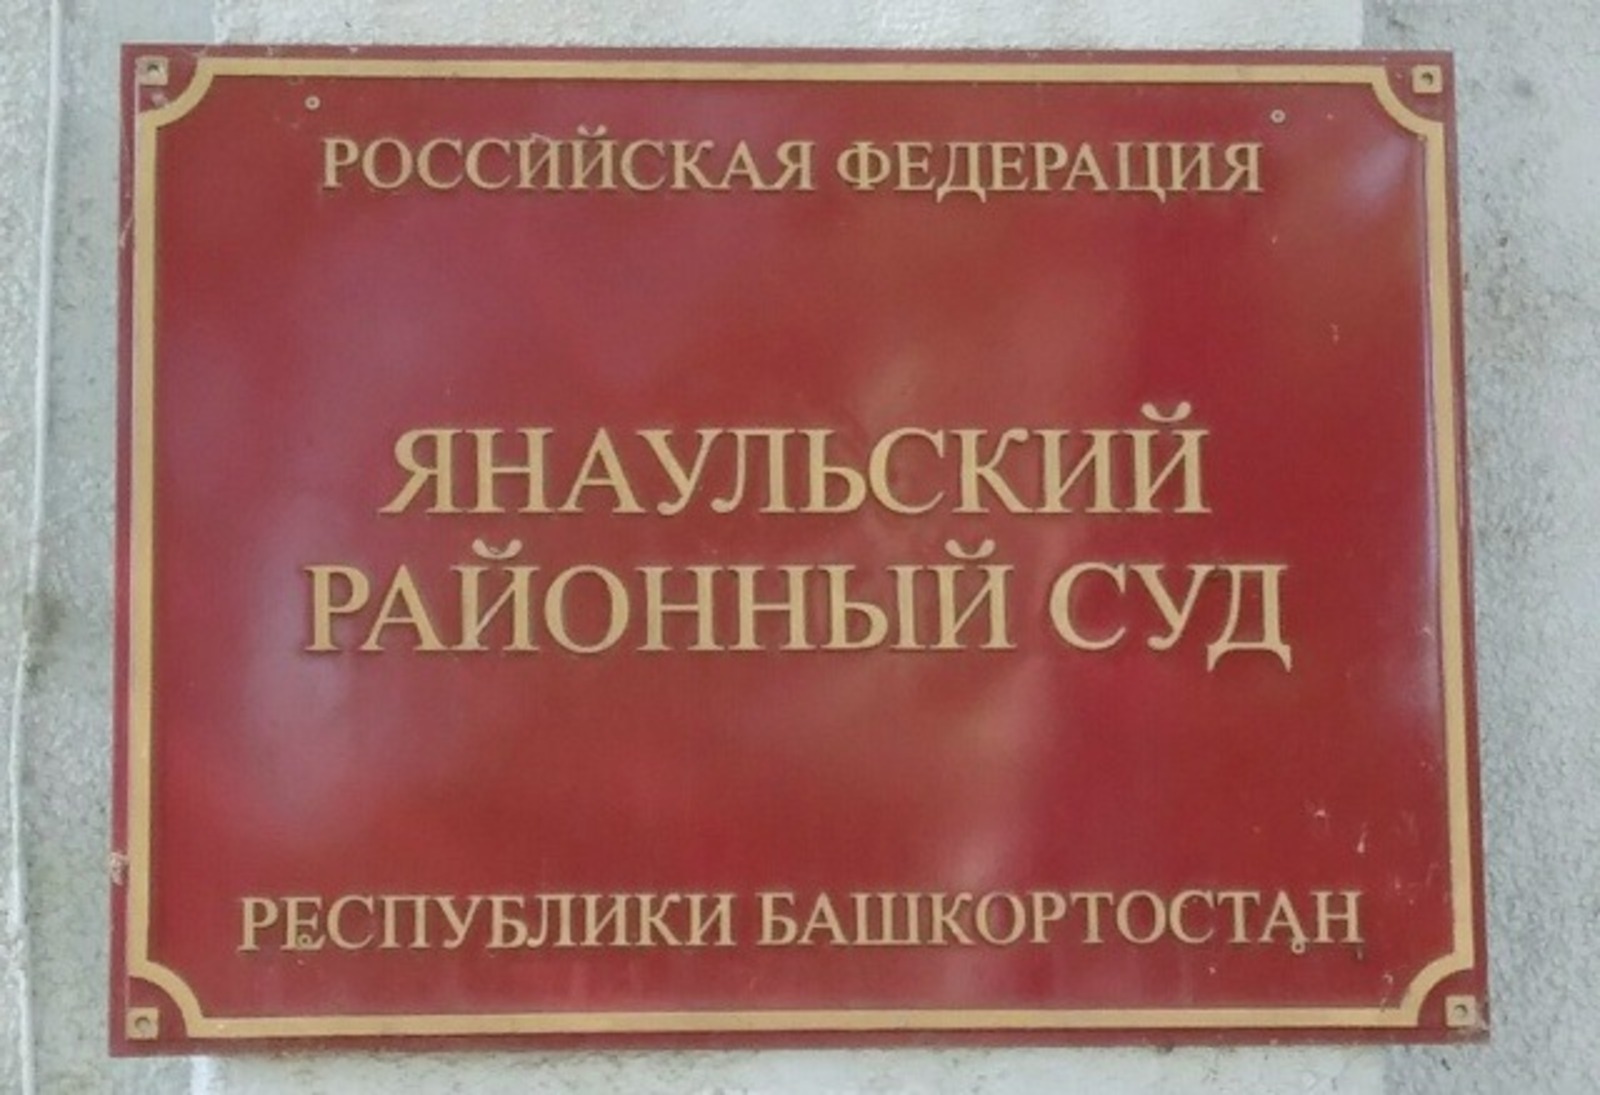 РОССИЙСКАЯ ФЕДЕРАЦИЯ
ЯНАУЛЬСКИЙ
РАЙОННЫЙ СУД
РЕСПУБЛИКИ БАШКОРТОСТАН